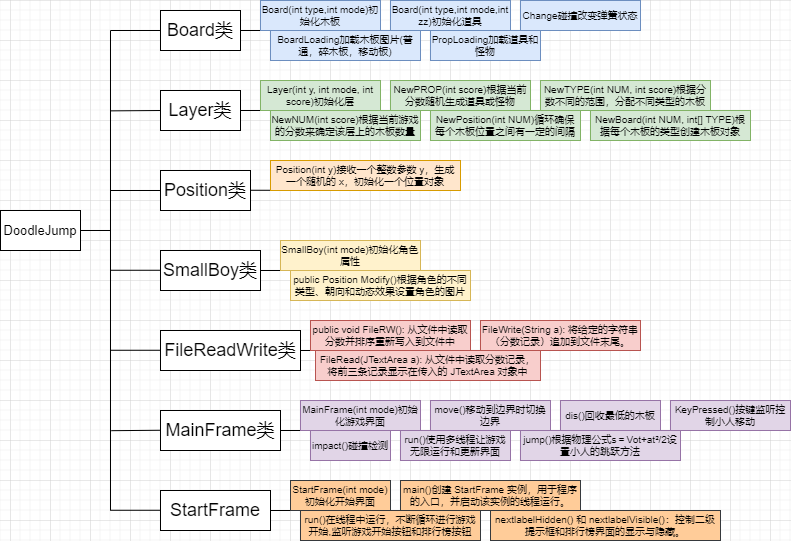 Board类
Board(int type,int mode)初
始化木板
Board(int type,int mode,int
zz)初始化道具
Change碰撞改变弹簧状态
BoardLoading加载木板图片(普
通，碎木板，移动板)
PropLoading加载道具和
怪物
Layer类
Layer(int y, int mode, int
score)初始化层
NewPROP(int score)根据当前
分数随机生成道具或怪物
NewTYPE(int NUM, int score)根据分
数不同的范围，分配不同类型的木板
NewNUM(int score)根据当前游戏
的分数来确定该层上的木板数量
NewPosition(int NUM)循环确保
每个木板位置之间有一定的间隔
NewBoard(int NUM, int[] TYPE)根
据每个木板的类型创建木板对象
Position类
Position(int y)接收一个整数参数 y，生成
一个随机的 x，初始化一个位置对象
DoodleJump
SmallBoy类
SmallBoy(int mode)初始化角色
属性
public Position Modify()根据角色的不同
类型、朝向和动态效果设置角色的图片
FileReadWrite类
public void FileRW(): 从文件中读取
分数并排序重新写入到文件中
FileWrite(String a): 将给定的字符串
（分数记录）追加到文件末尾。
FileRead(JTextArea a): 从文件中读取分数记录，
将前三条记录显示在传入的 JTextArea 对象中
MainFrame类
MainFrame(int mode)初始
化游戏界面
move()移动到边界时切换
边界
dis()回收最低的木板
KeyPressed()按键监听控
制小人移动
impact()碰撞检测
run()使用多线程让游戏
无限运行和更新界面
jump()根据物理公式s = Vot+at²/2设
置小人的跳跃方法
StartFrame
StartFrame(int mode)
初始化开始界面
main()创建 StartFrame 实例，用于程序
的入口，并启动该实例的线程运行。
run()在线程中运行，不断循环进行游戏
开始,监听游戏开始按钮和排行榜按钮
nextlabelHidden() 和 nextlabelVisible()：控制二级
提示框和排行榜界面的显示与隐藏。